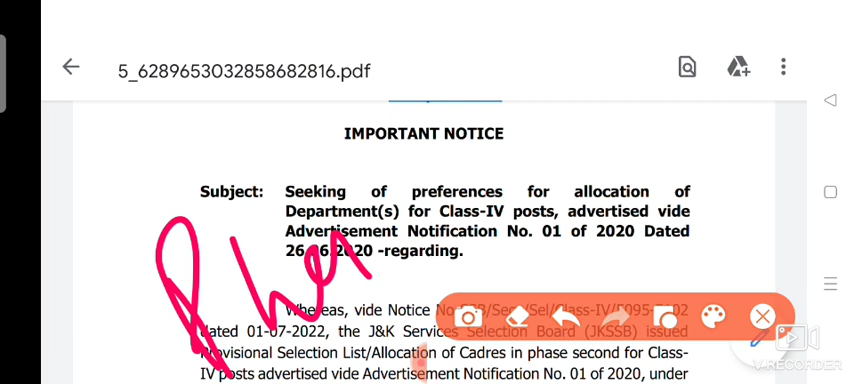 5_6289653032858682816.pdf
IMPORTANT NOTICE
Subject: Seeking of preferences for allocation of
Department(s) for Class-IV posts, advertised vide
Advertisement Notification No. 01 of 2020 Dated
26.06.2020 -regarding.
Whereas, vide Notice No
dated 01-07-2022, the J&K Services Selection Board (JKSSB) issued
Provisional Selection List/Allocation of Cadres in phase second for Class-
IV posts advertised vide Advertisement Notification No. 01 of 2020, under
V-RECORDER